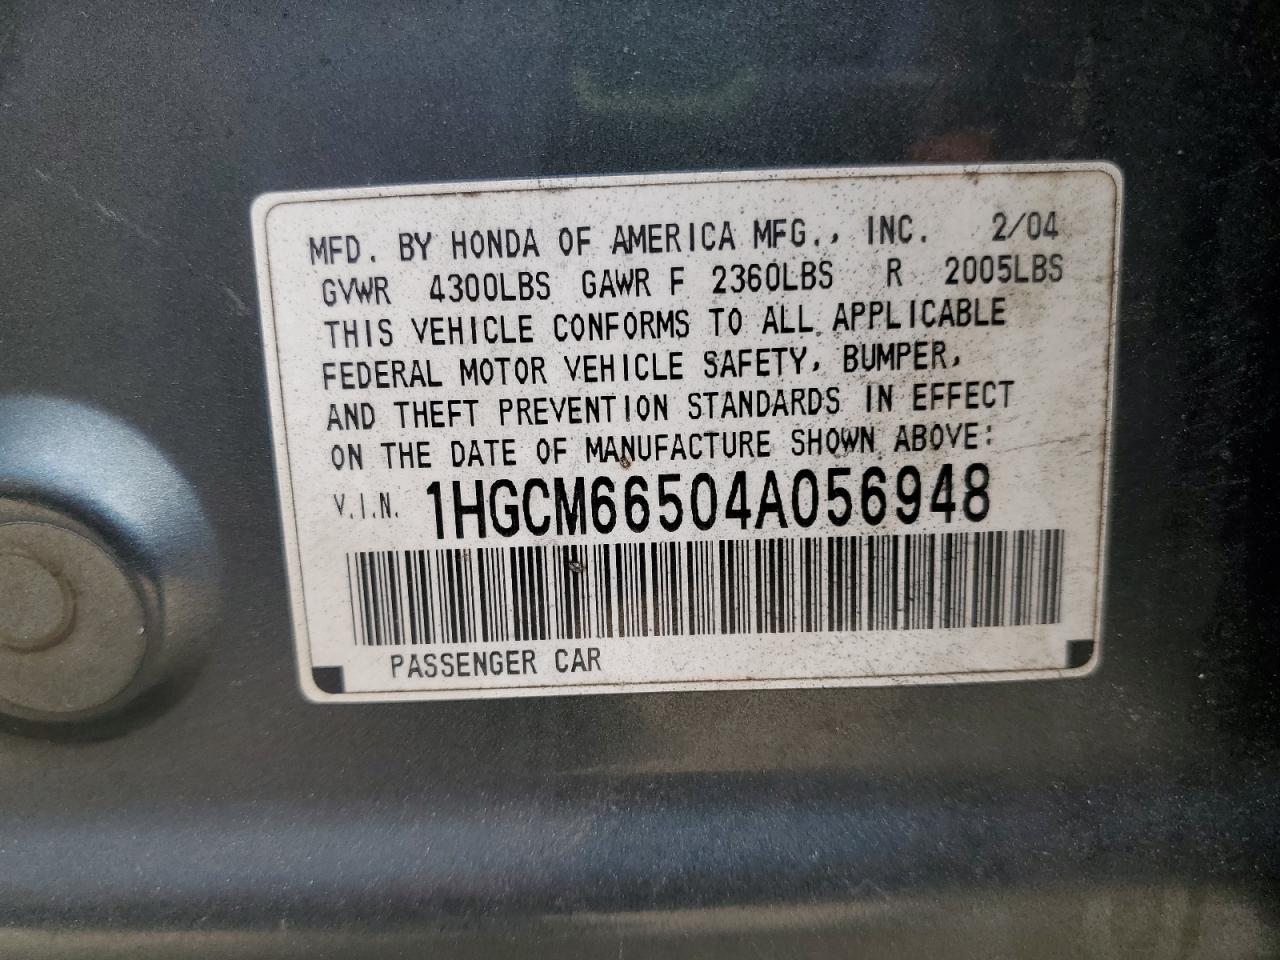 MFD. BY HONDA OF AMERICA MFG., INC. 2/04
GVWR 4300LBS GAWR F 2360LBS R 2005LBS
THIS VEHICLE CONFORMS TO ALL APPLICABLE
FEDERAL MOTOR VEHICLE SAFETY, BUMPER,
AND THEFT PREVENTION STANDARDS IN EFFECT
ON THE DATE OF MANUFACTURE SHOWN ABOVE:
V.I.N. 1HGCM66504A056948
PASSENGER CAR